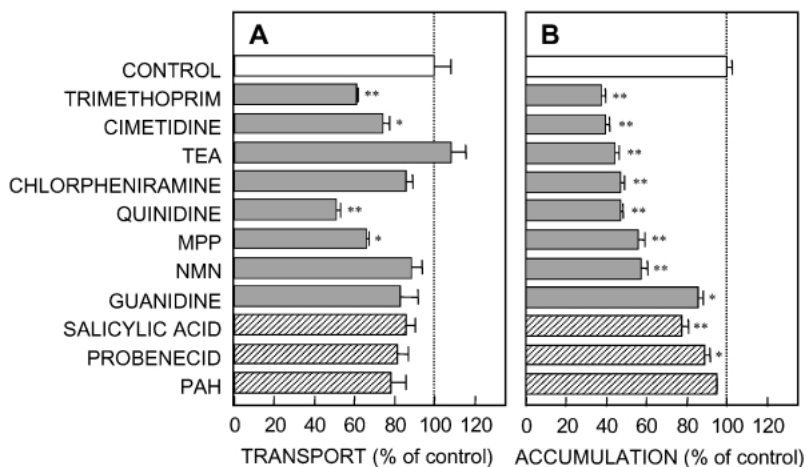 A B
CONTROL
TRIMETHOPRIM **
**
CIMETIDINE *
**
TEA **
CHLORPHENIRAMINE **
QUINIDINE ** **
MPP * **
NMN **
GUANIDINE *
SALICYLIC ACID **
PROBENECID *
PAH
0 20 40 60 80 100 120 0 20 40 60 80 100 120
TRANSPORT (% of control) ACCUMULATION (% of control)